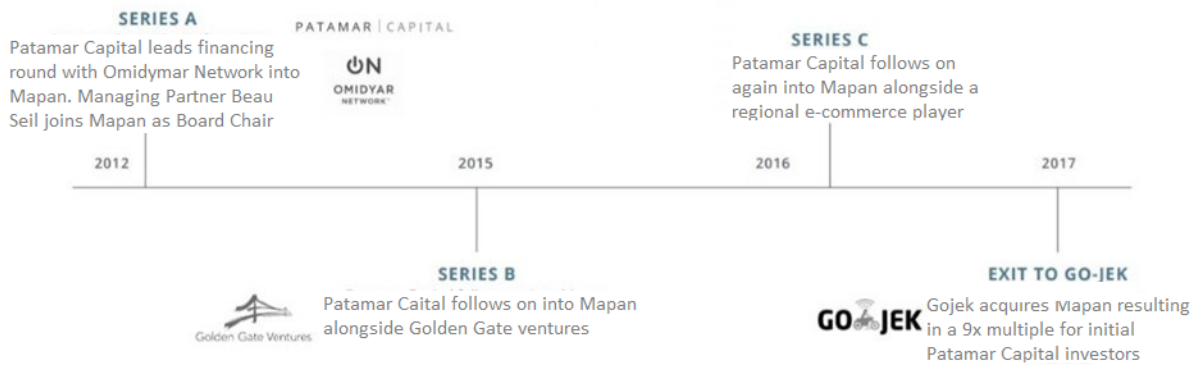 SERIES A
Patamar Capital leads financing
round with Omidymar Network into
Mapan. Managing Partner Beau
Seil joins Mapan as Board Chair
PATAMAR | CAPITAL
ON
OMIDYAR
NETWORK™
SERIES C
Patamar Capital follows on
again into Mapan alongside a
regional e-commerce player
2012
2015
2016
2017
SERIES B
Patamar Caital follows on into Mapan
alongside Golden Gate ventures
Golden Gate Ventures
EXIT TO GO-JEK
GO JEK
Gojek acquires Mapan resulting
in a 9x multiple for initial
Patamar Capital investors